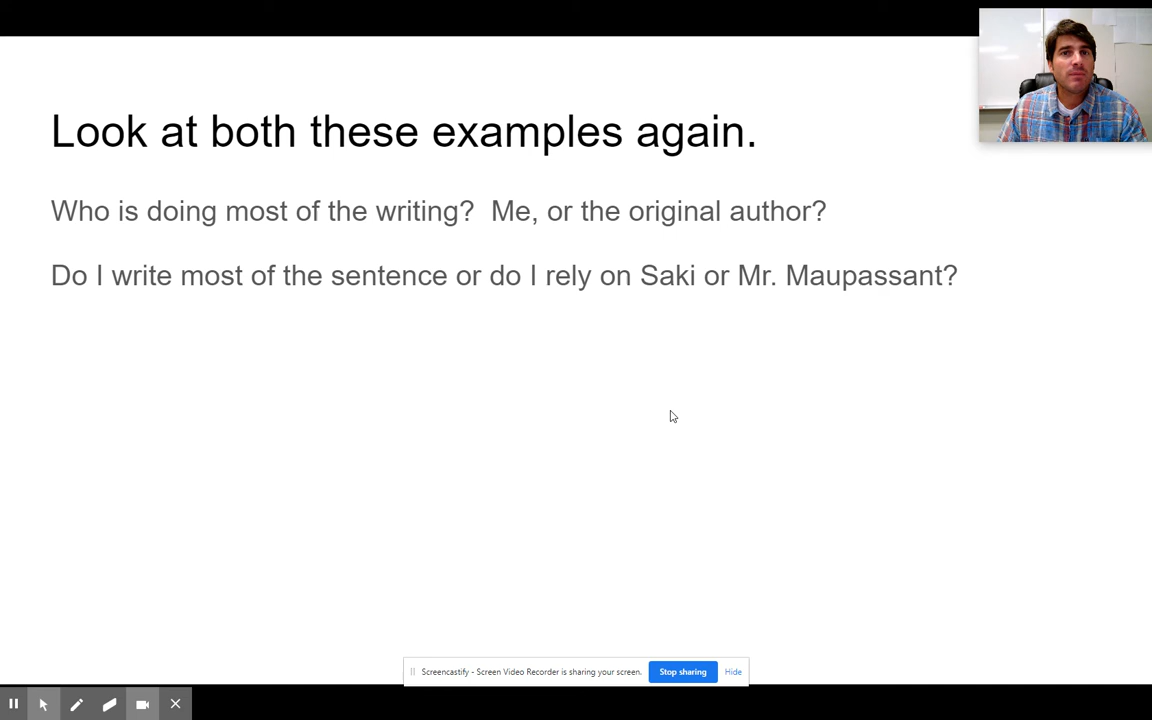 Look at both these examples again.
Who is doing most of the writing?  Me, or the original author?
Do I write most of the sentence or do I rely on Saki or Mr. Maupassant?
Screencastify - Screen Video Recorder is sharing your screen. Stop sharing Hide